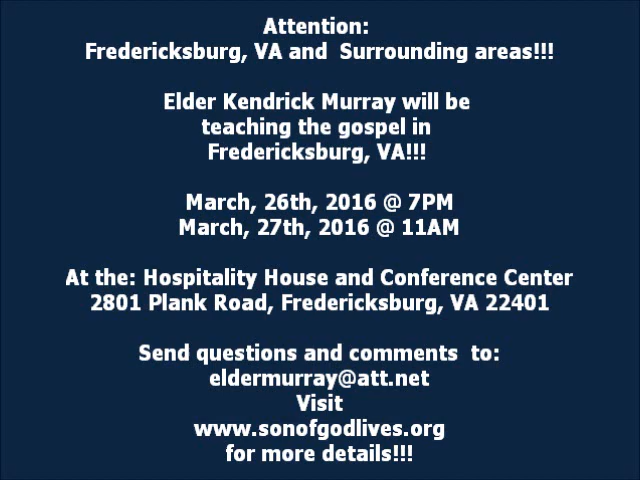 Attention:
Fredericksburg, VA and  Surrounding areas!!!
Elder Kendrick Murray will be
teaching the gospel in
Fredericksburg, VA!!!
March, 26th, 2016 @ 7PM
March, 27th, 2016 @ 11AM
At the: Hospitality House and Conference Center
2801 Plank Road, Fredericksburg, VA 22401
Send questions and comments  to:
eldermurray@att.net
Visit
www.sonofgodlives.org
for more details!!!